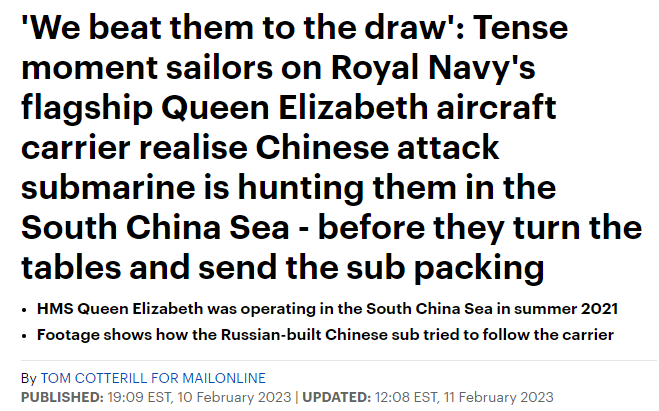 'We beat them to the draw': Tense
moment sailors on Royal Navy's
flagship Queen Elizabeth aircraft
carrier realise Chinese attack
submarine is hunting them in the
South China Sea - before they turn the
tables and send the sub packing
• HMS Queen Elizabeth was operating in the South China Sea in summer 2021
• Footage shows how the Russian-built Chinese sub tried to follow the carrier
By TOM COTTERILL FOR MAILONLINE
PUBLISHED: 19:09 EST, 10 February 2023 | UPDATED: 12:08 EST, 11 February 2023